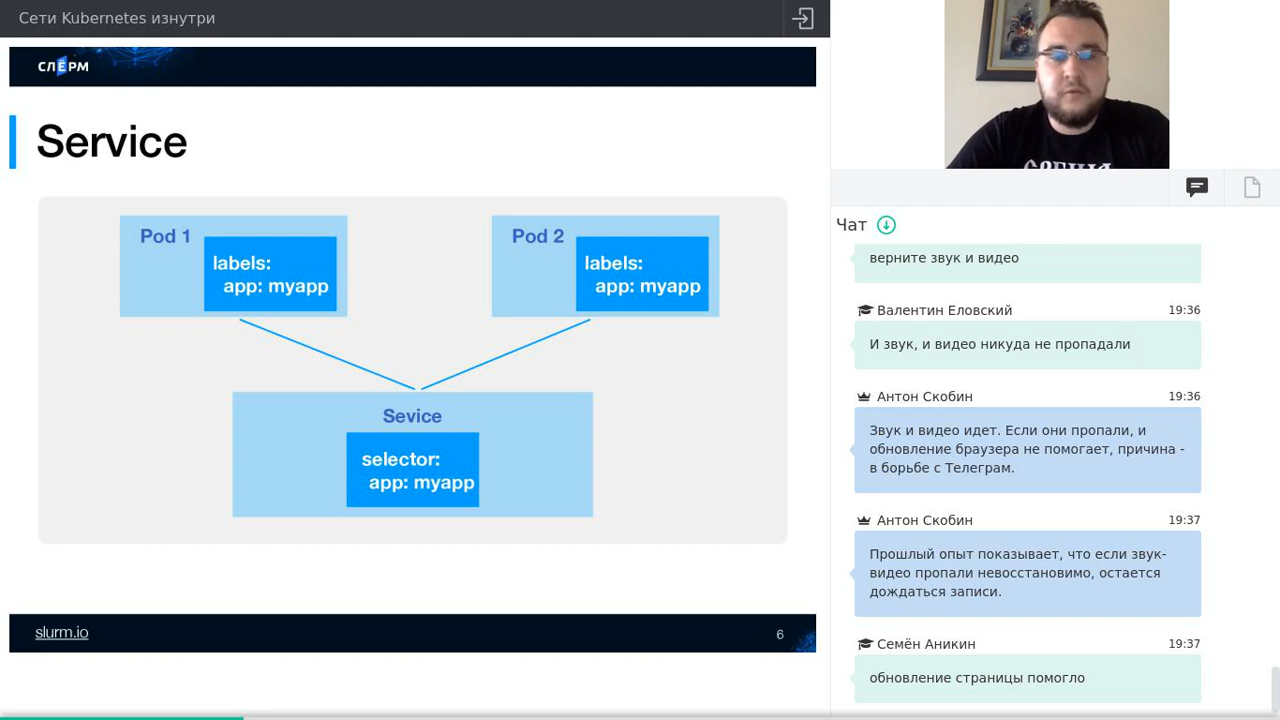 Сети Kubernetes изнутри
СЛЁРМ
Service
Pod 1
labels:
app: myapp
Pod 2
labels:
app: myapp
Sevice
selector:
app: myapp
slurm.io
6
Чат
верните звук и видео
Валентин Еловский 19:36
И звук, и видео никуда не пропадали
Антон Скобин 19:36
Звук и видео идет. Если они пропали, и
обновление браузера не помогает, причина -
в борьбе с Телеграм.
Антон Скобин 19:37
Прошлый опыт показывает, что если звук-
видео пропали невосстановимо, остается
дождаться записи.
Семён Аникин 19:37
обновление страницы помогло